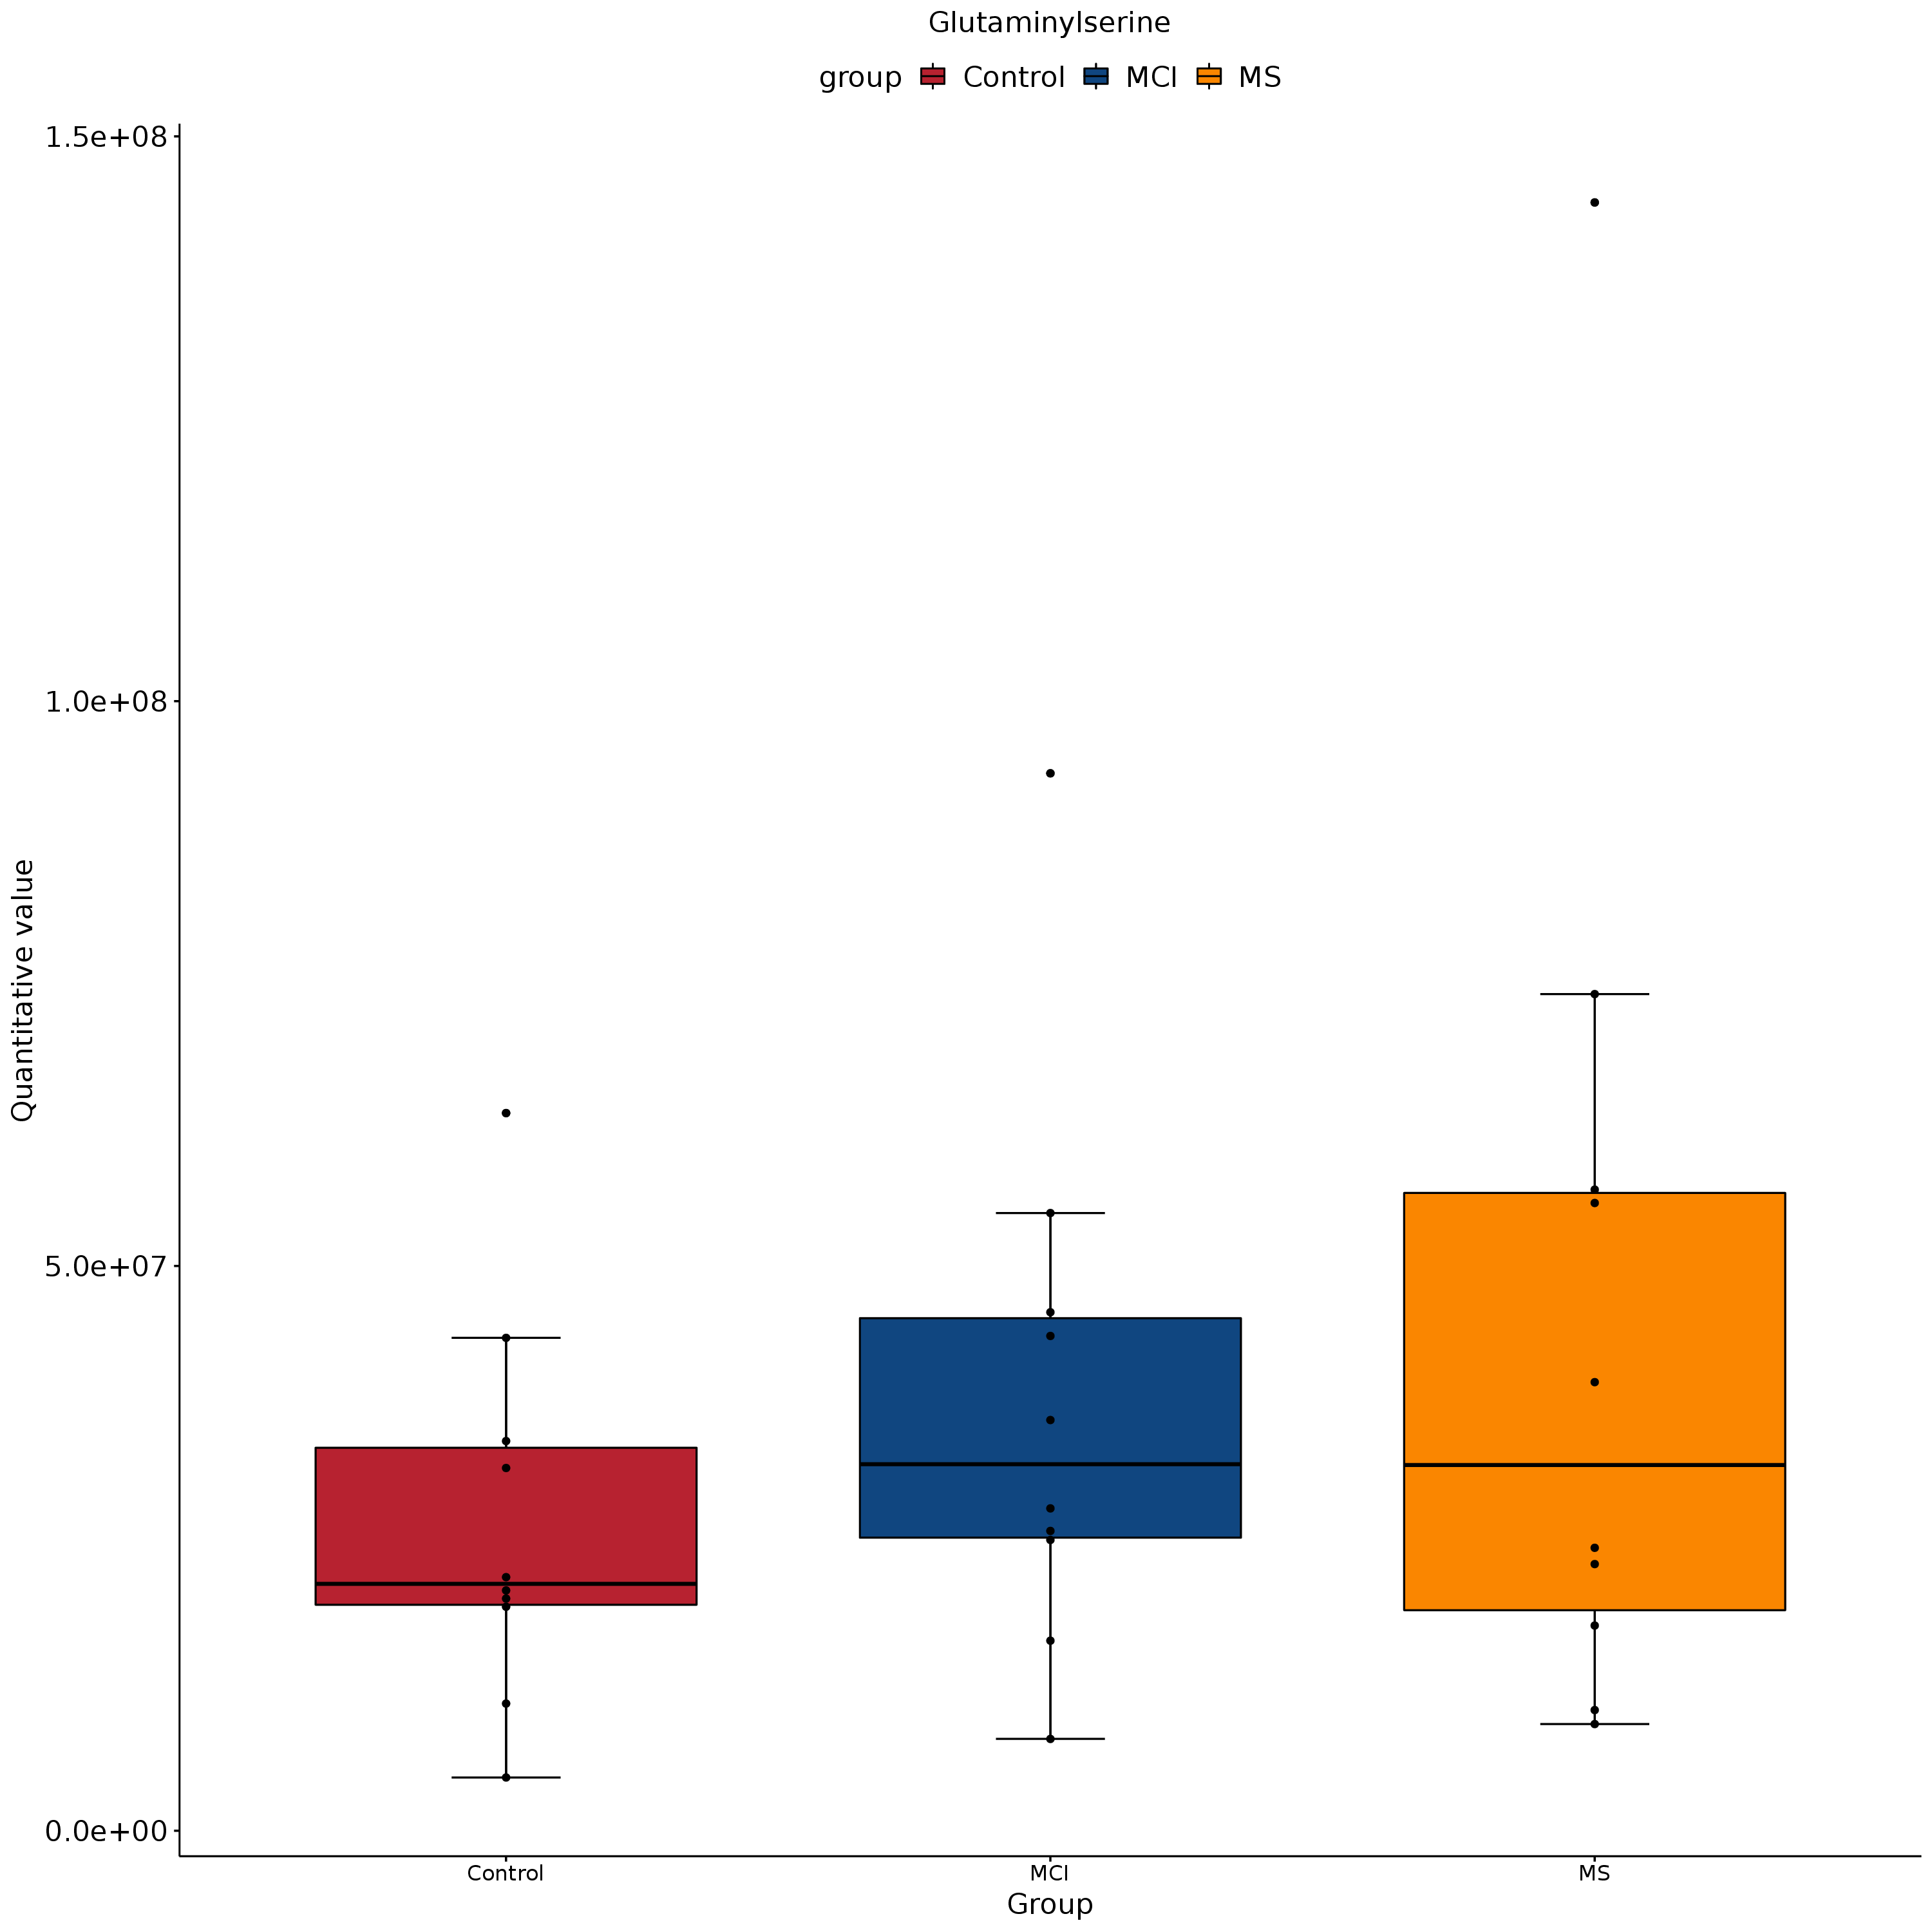 Glutaminylserine
group Control MCI MS
1.5e+08
1.0e+08
5.0e+07
0.0e+00
Quantitative value
Control MCI MS
Group